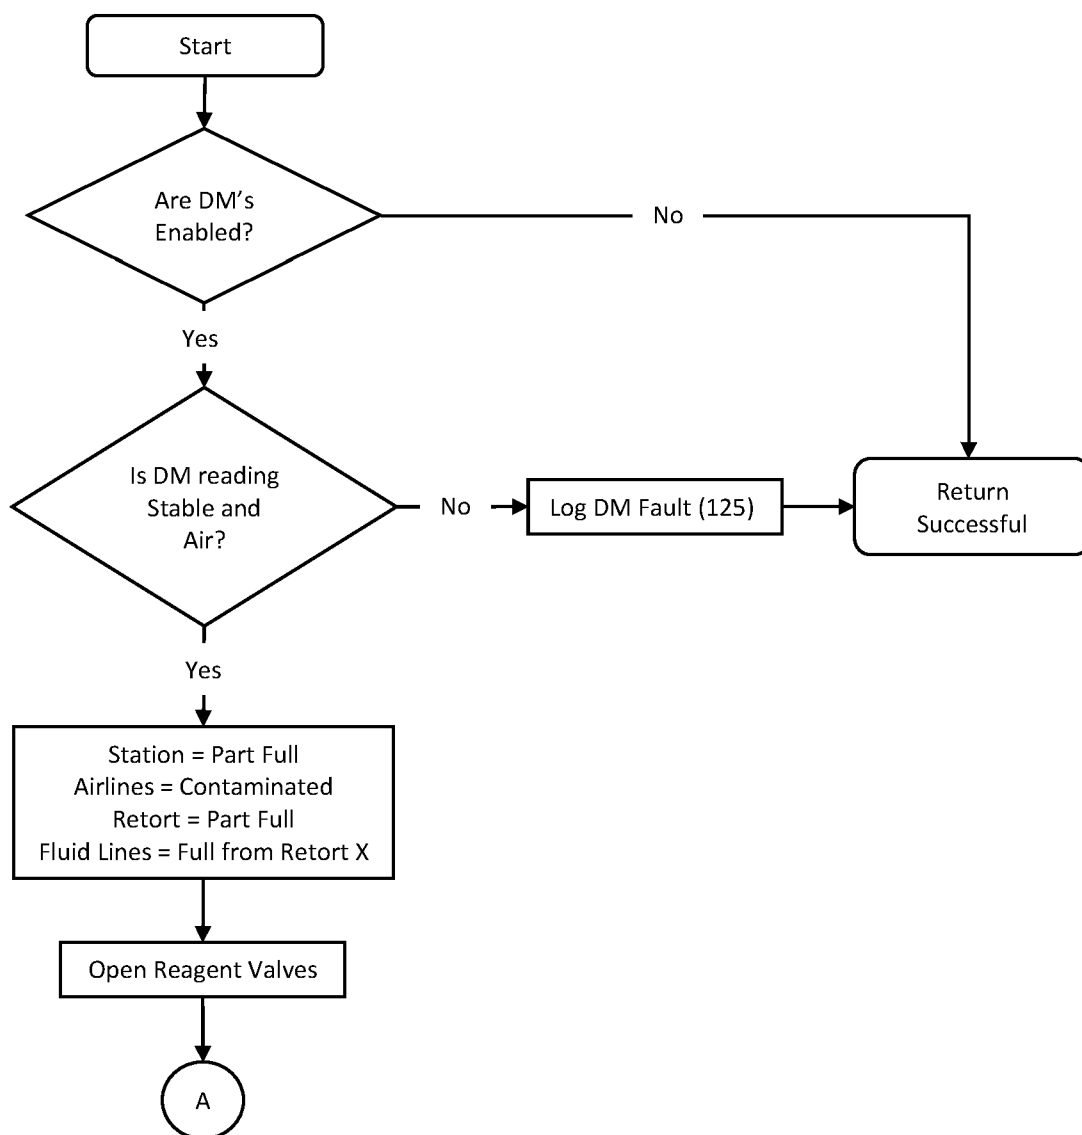 Start
Are DM’s
Enabled?
No
Yes
Is DM reading
Stable and
Air?
No
Log DM Fault (125)
Return
Successful
Yes
Station = Part Full
Airlines = Contaminated
Retort = Part Full
Fluid Lines = Full from Retort X
Open Reagent Valves
A